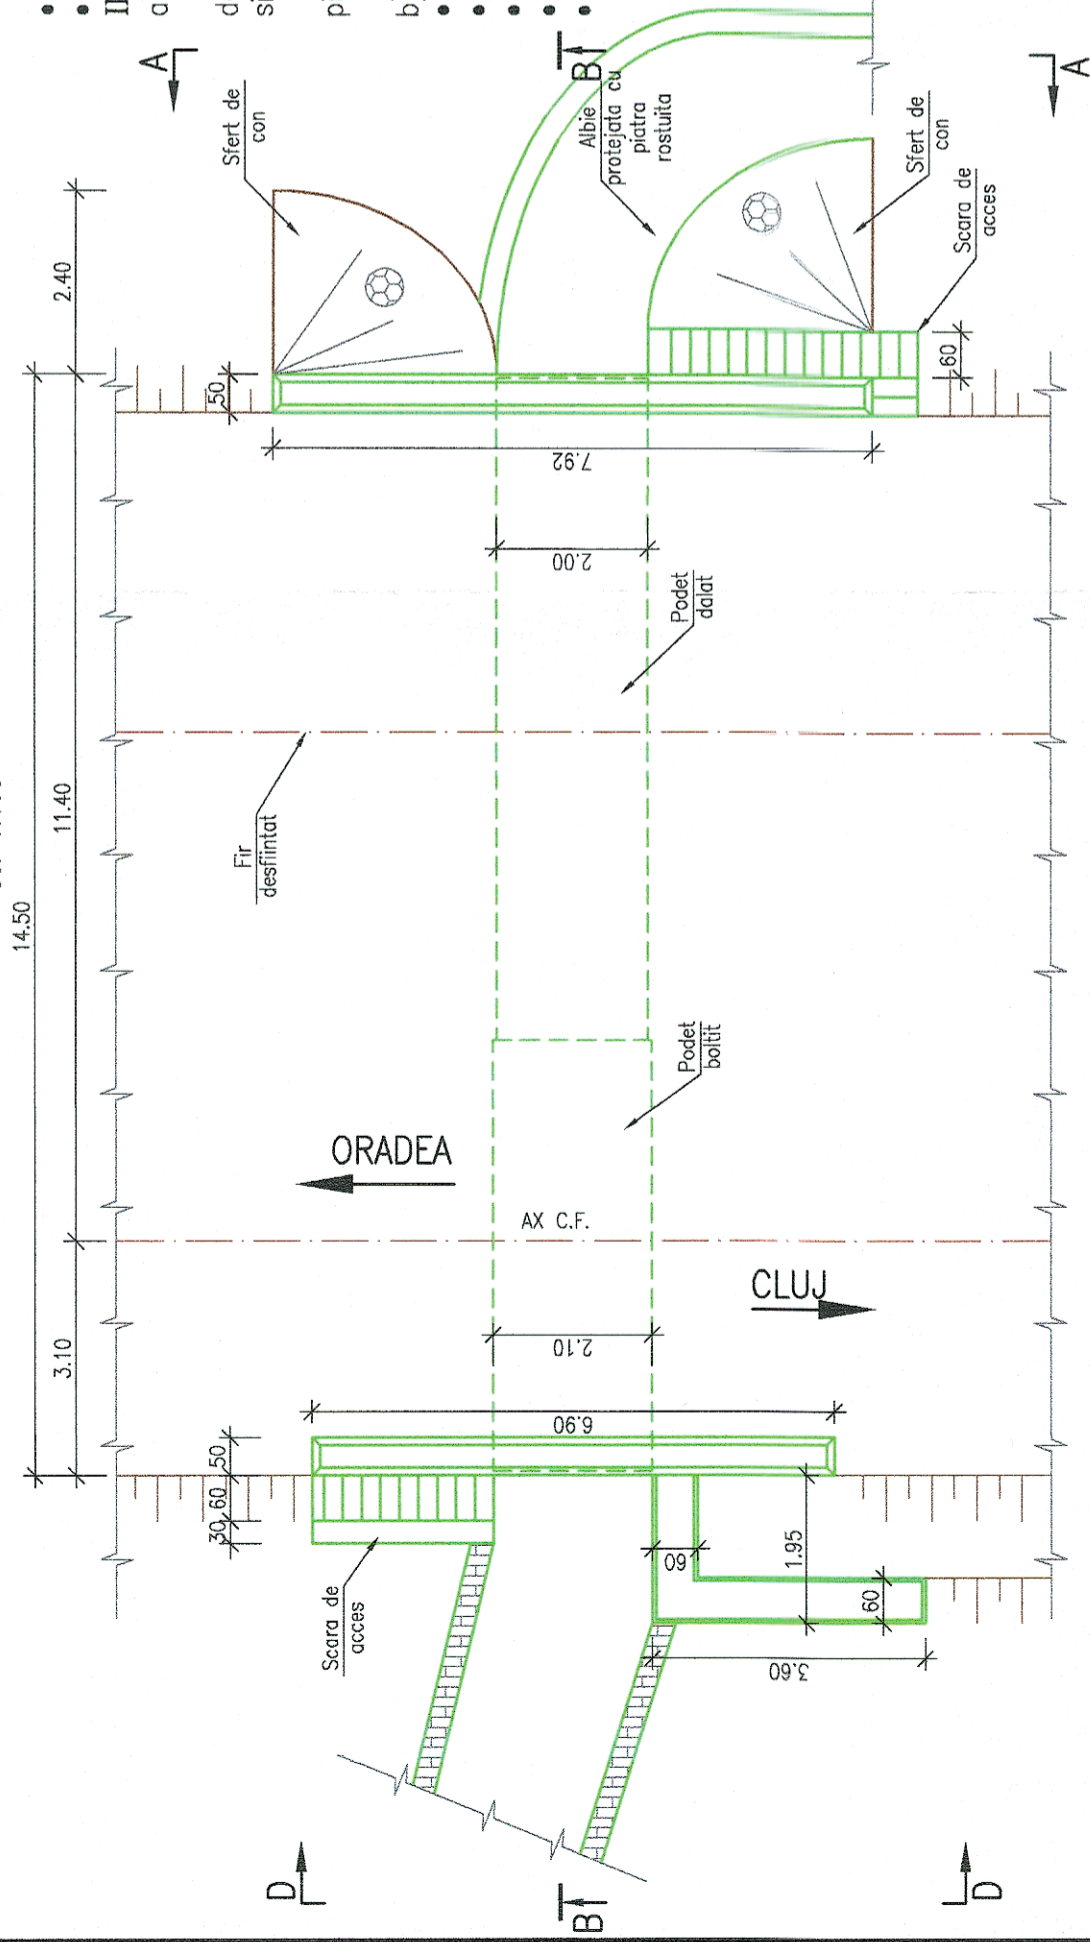 14.50
3.10
11.40
2.40
D
D
B
B
A
A
30
60
50
Scara de
acces
6.90
2.10
60
1.95
60
3.60
ORADEA
CLUJ
AX C.F.
Podet
boltit
Fir
desfiintat
Podet
dalat
2.00
7.92
50
60
Sfert de
con
Albie
protejata cu
piatra
rostuita
Sfert de
con
Scara de
acces